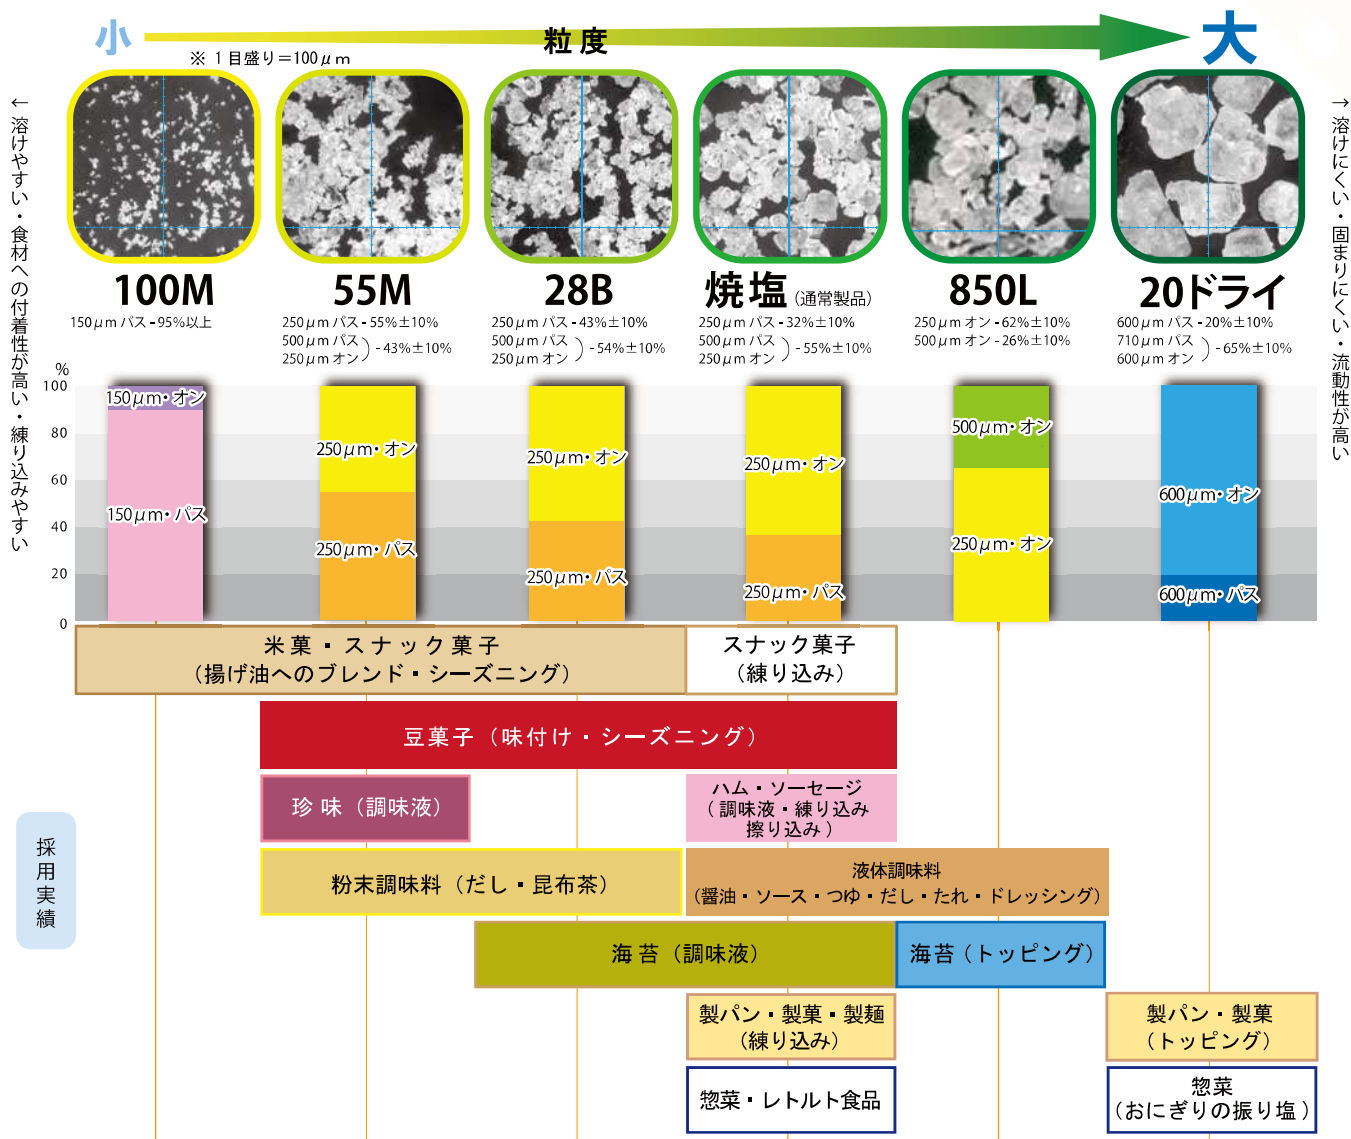 小
粒度
大
※ 1目盛り＝100μm
← 溶けやすい・食材への付着性が高い・練り込みやすい
→ 溶けにくい・固まりにくい・流動性が高い
100M
150μm パス - 95%以上
55M
250μm パス - 55%±10%
500μm パス
250μm オン
- 43%±10%
28B
250μm パス - 43%±10%
500μm パス
250μm オン
- 54%±10%
焼塩（通常製品）
250μm パス - 32%±10%
500μm パス
250μm オン
- 55%±10%
850L
250μm オン - 62%±10%
500μm オン - 26%±10%
20ドライ
600μm パス - 20%±10%
710μm パス
600μm オン
- 65%±10%
%
100
80
60
40
20
0
150μm・オン
150μm・パス
250μm・オン
250μm・パス
250μm・オン
250μm・パス
250μm・オン
250μm・パス
500μm・オン
250μm・オン
600μm・オン
600μm・パス
米菓・スナック菓子
（揚げ油へのブレンド・シーズニング）
スナック菓子
（練り込み）
豆菓子（味付け・シーズニング）
珍味（調味液）
ハム・ソーセージ
（調味液・練り込み
擦り込み）
採用実績
粉末調味料（だし・昆布茶）
液体調味料
（醤油・ソース・つゆ・だし・たれ・ドレッシング）
海苔（調味液）
海苔（トッピング）
製パン・製菓・製麺
（練り込み）
製パン・製菓
（トッピング）
惣菜・レトルト食品
惣菜
（おにぎりの振り塩）